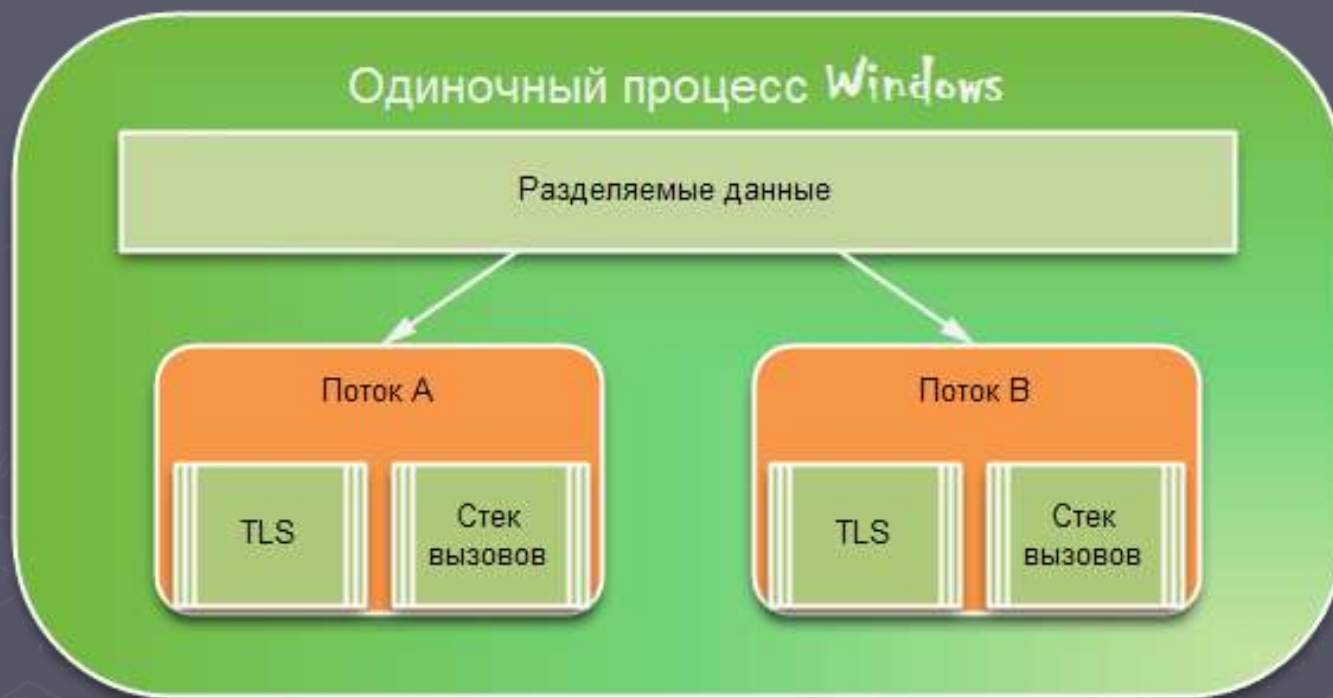 Одиночный процесс Windows
Разделяемые данные
Поток A
Поток B
TLS
Стек
вызовов
TLS
Стек
вызовов